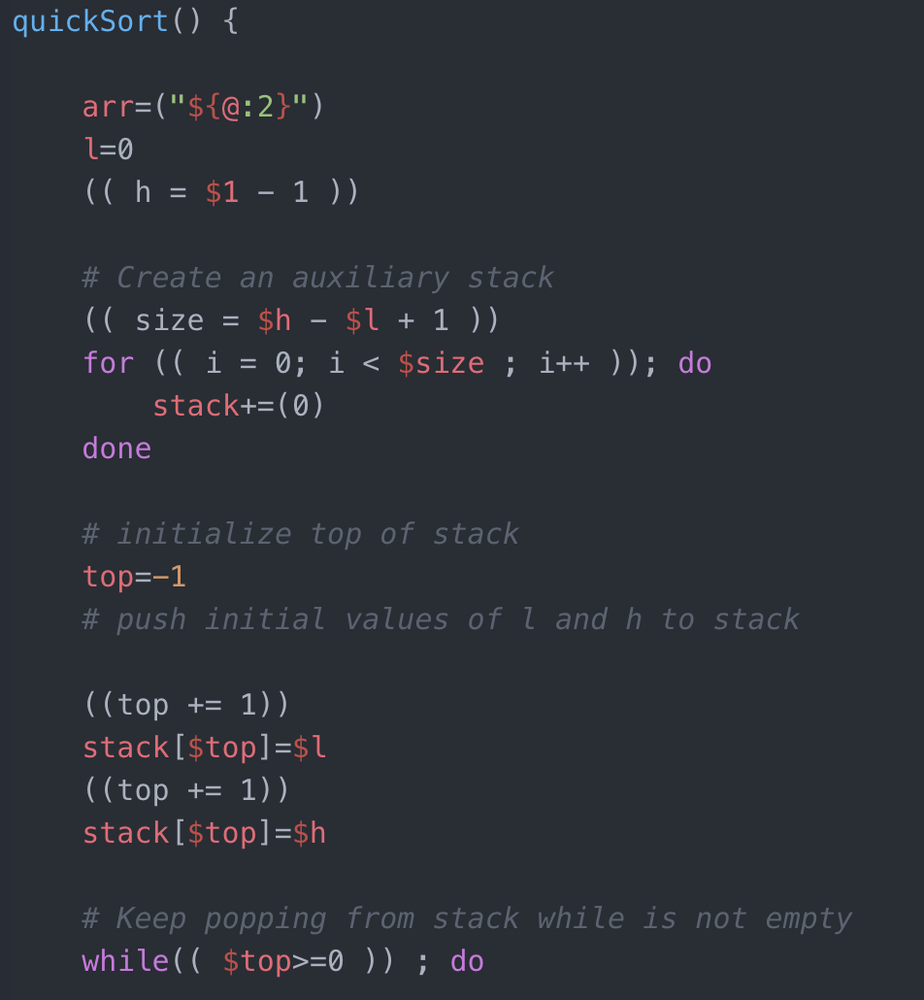 quickSort() {
    arr=("${@:2}")
    l=0
    (( h = $1 - 1 ))
    # Create an auxiliary stack
    (( size = $h - $l + 1 ))
    for (( i = 0; i < $size ; i++ )); do
        stack+=(0)
    done
    # initialize top of stack
    top=-1
    # push initial values of l and h to stack
    ((top += 1))
    stack[$top]=$l
    ((top += 1))
    stack[$top]=$h
    # Keep popping from stack while is not empty
    while(( $top>=0 )) ; do